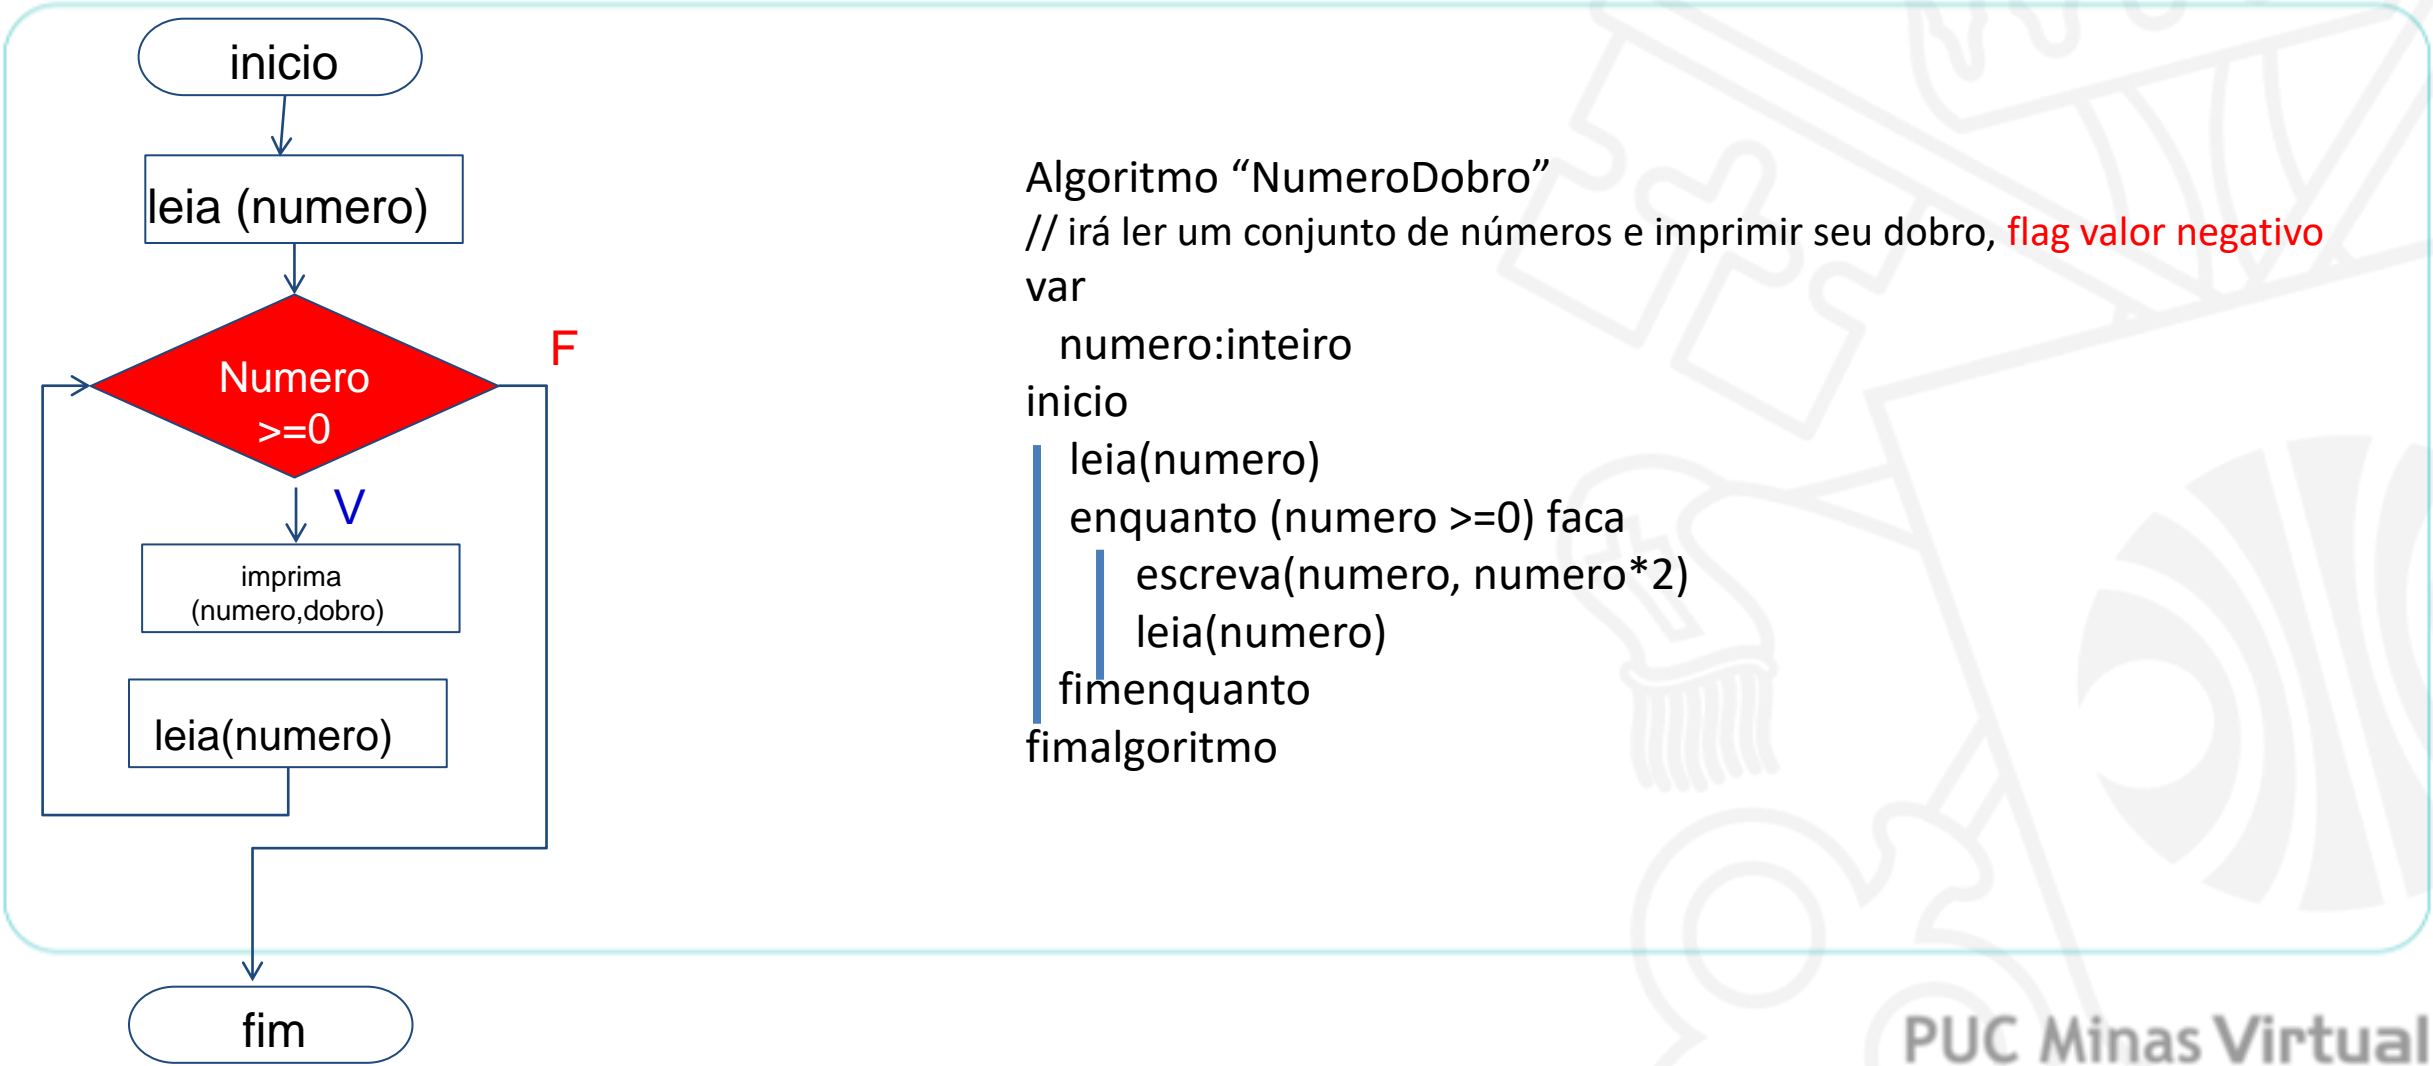 inicio
leia (numero)
Numero
>=0
F
V
imprima
(numero,dobro)
leia(numero)
fim
Algoritmo “NumeroDobro”
// irá ler um conjunto de números e imprimir seu dobro, flag valor negativo
var
numero:inteiro
inicio
leia(numero)
enquanto (numero >=0) faca
escreva(numero, numero*2)
leia(numero)
fimenquanto
fimalgoritmo
PUC Minas Virtual